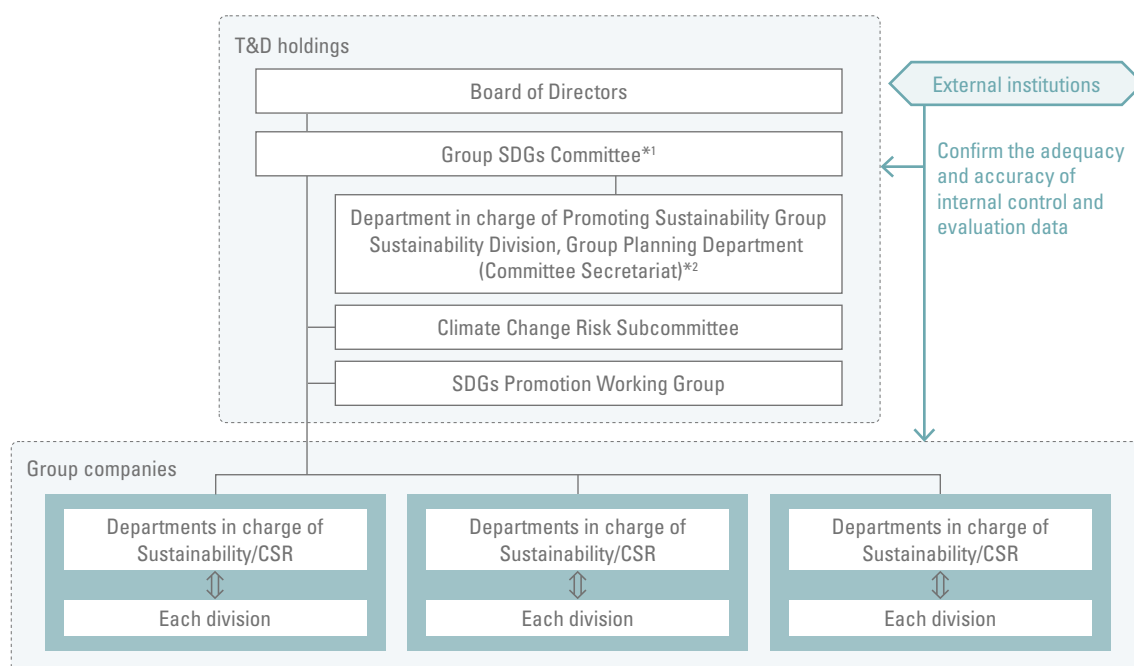 T&D holdings
Board of Directors
External institutions
Group SDGs Committee*1
Confirm the adequacy
and accuracy of
internal control and
evaluation data
Department in charge of Promoting Sustainability Group
Sustainability Division, Group Planning Department
(Committee Secretariat)*2
Climate Change Risk Subcommittee
SDGs Promotion Working Group
Group companies
Departments in charge of
Sustainability/CSR
Each division
Departments in charge of
Sustainability/CSR
Each division
Departments in charge of
Sustainability/CSR
Each division